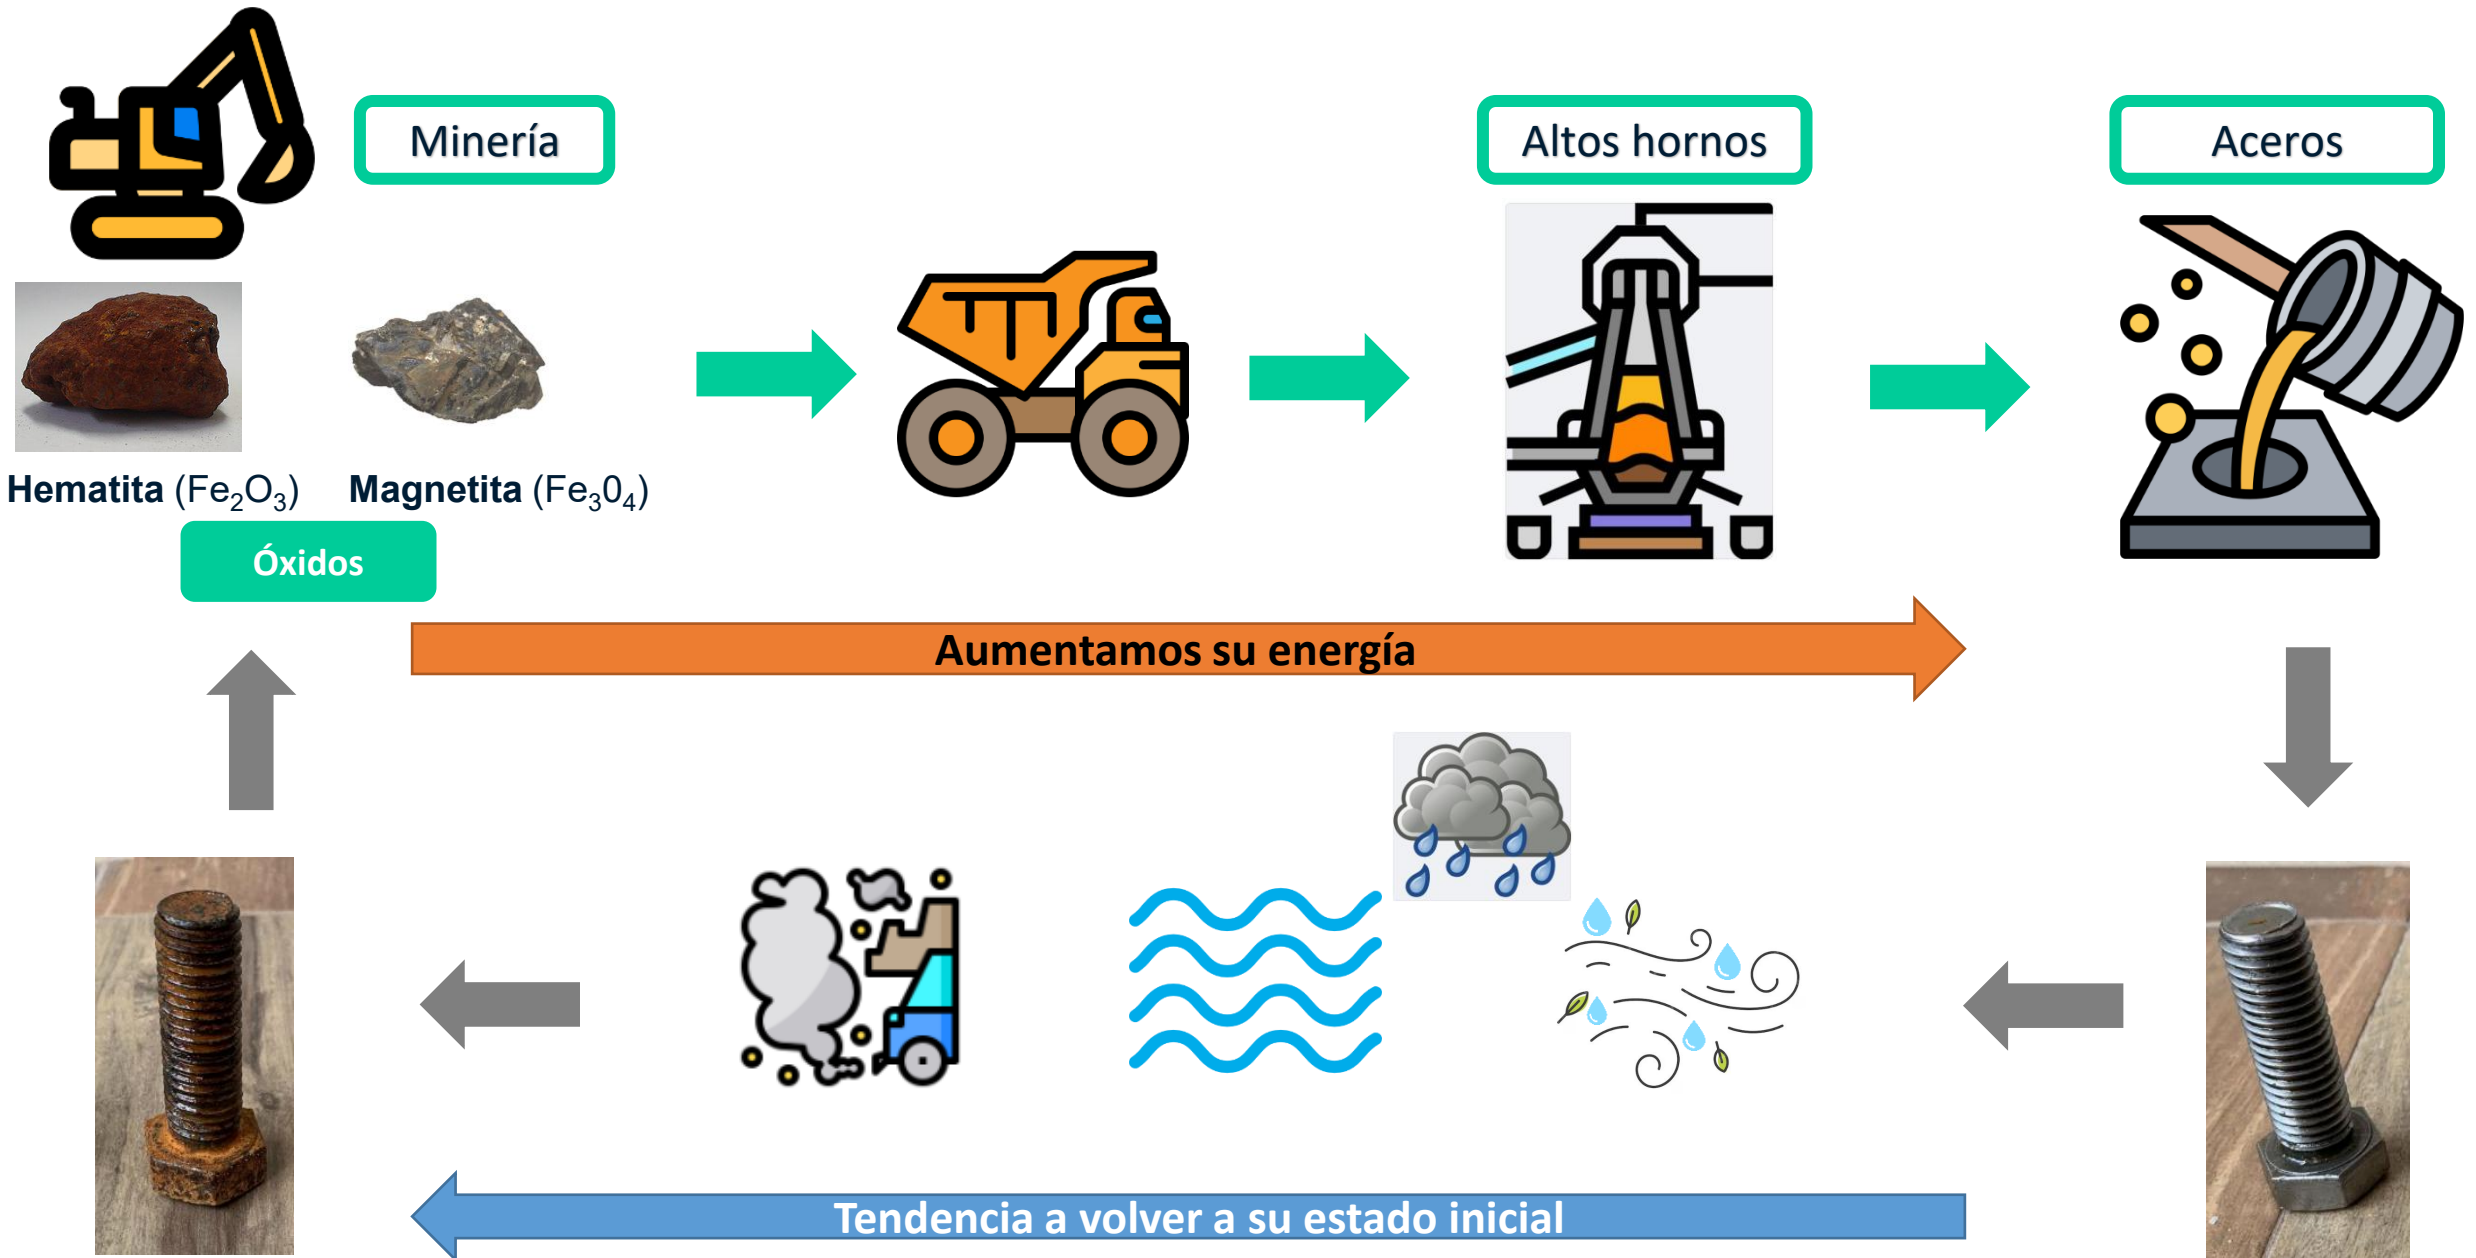 Minería
Altos hornos
Aceros
Hematita (Fe₂O₃)
Magnetita (Fe₃0₄)
Óxidos
Aumentamos su energía
Tendencia a volver a su estado inicial